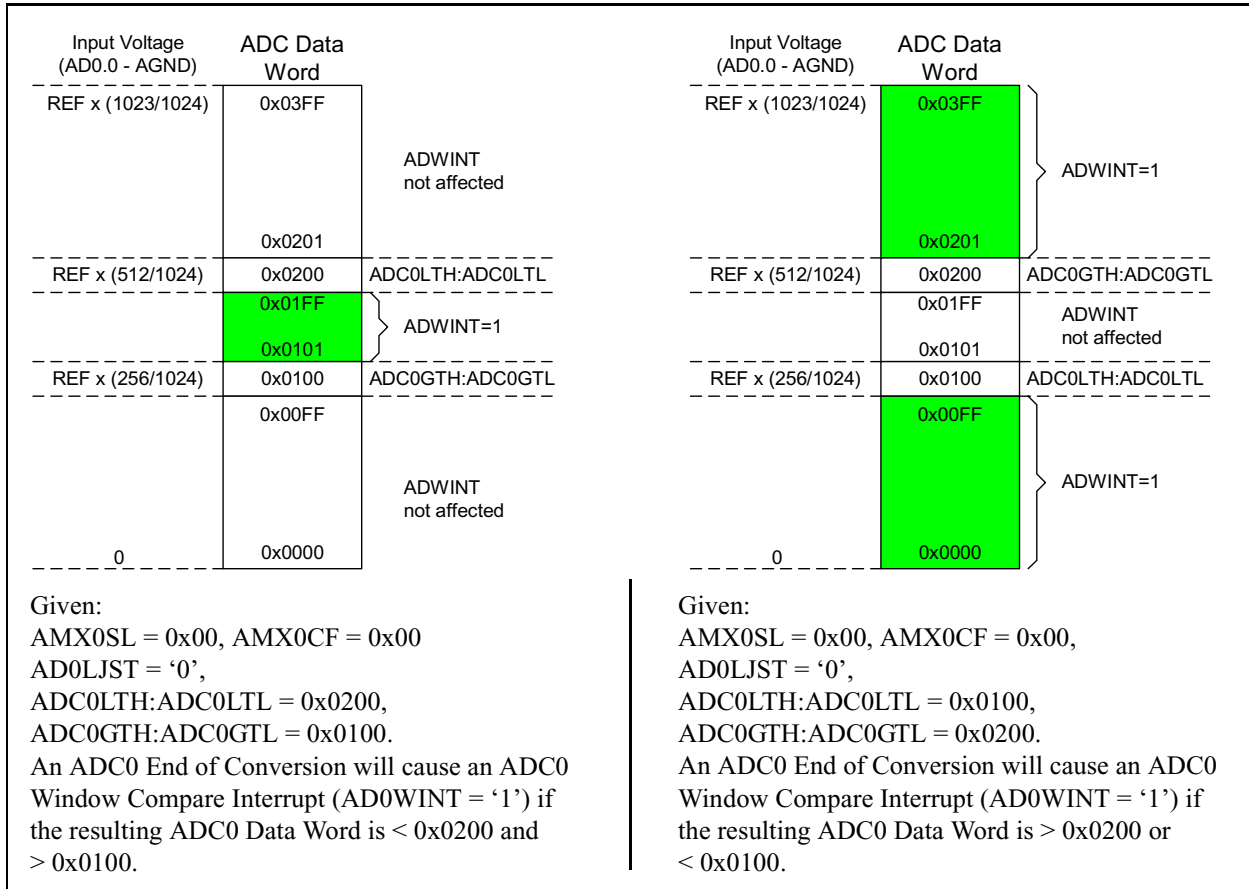 Input Voltage
(AD0.0 - AGND)
ADC Data
Word
REF x (1023/1024)
0x03FF
ADWINT
not affected
0x0201
REF x (512/1024)
0x0200
ADC0LTH:ADC0LTL
0x01FF
ADWINT=1
0x0101
REF x (256/1024)
0x0100
ADC0GTH:ADC0GTL
0x00FF
ADWINT
not affected
0
0x0000
Given:
AMX0SL = 0x00, AMX0CF = 0x00
AD0LJST = ‘0’,
ADC0LTH:ADC0LTL = 0x0200,
ADC0GTH:ADC0GTL = 0x0100.
An ADC0 End of Conversion will cause an ADC0
Window Compare Interrupt (AD0WINT = ‘1’) if
the resulting ADC0 Data Word is < 0x0200 and
> 0x0100.
Input Voltage
(AD0.0 - AGND)
ADC Data
Word
REF x (1023/1024)
0x03FF
ADWINT=1
0x0201
REF x (512/1024)
0x0200
ADC0GTH:ADC0GTL
0x01FF
ADWINT
not affected
0x0101
REF x (256/1024)
0x0100
ADC0LTH:ADC0LTL
0x00FF
ADWINT=1
0
0x0000
Given:
AMX0SL = 0x00, AMX0CF = 0x00,
AD0LJST = ‘0’,
ADC0LTH:ADC0LTL = 0x0100,
ADC0GTH:ADC0GTL = 0x0200.
An ADC0 End of Conversion will cause an ADC0
Window Compare Interrupt (AD0WINT = ‘1’) if
the resulting ADC0 Data Word is > 0x0200 or
< 0x0100.